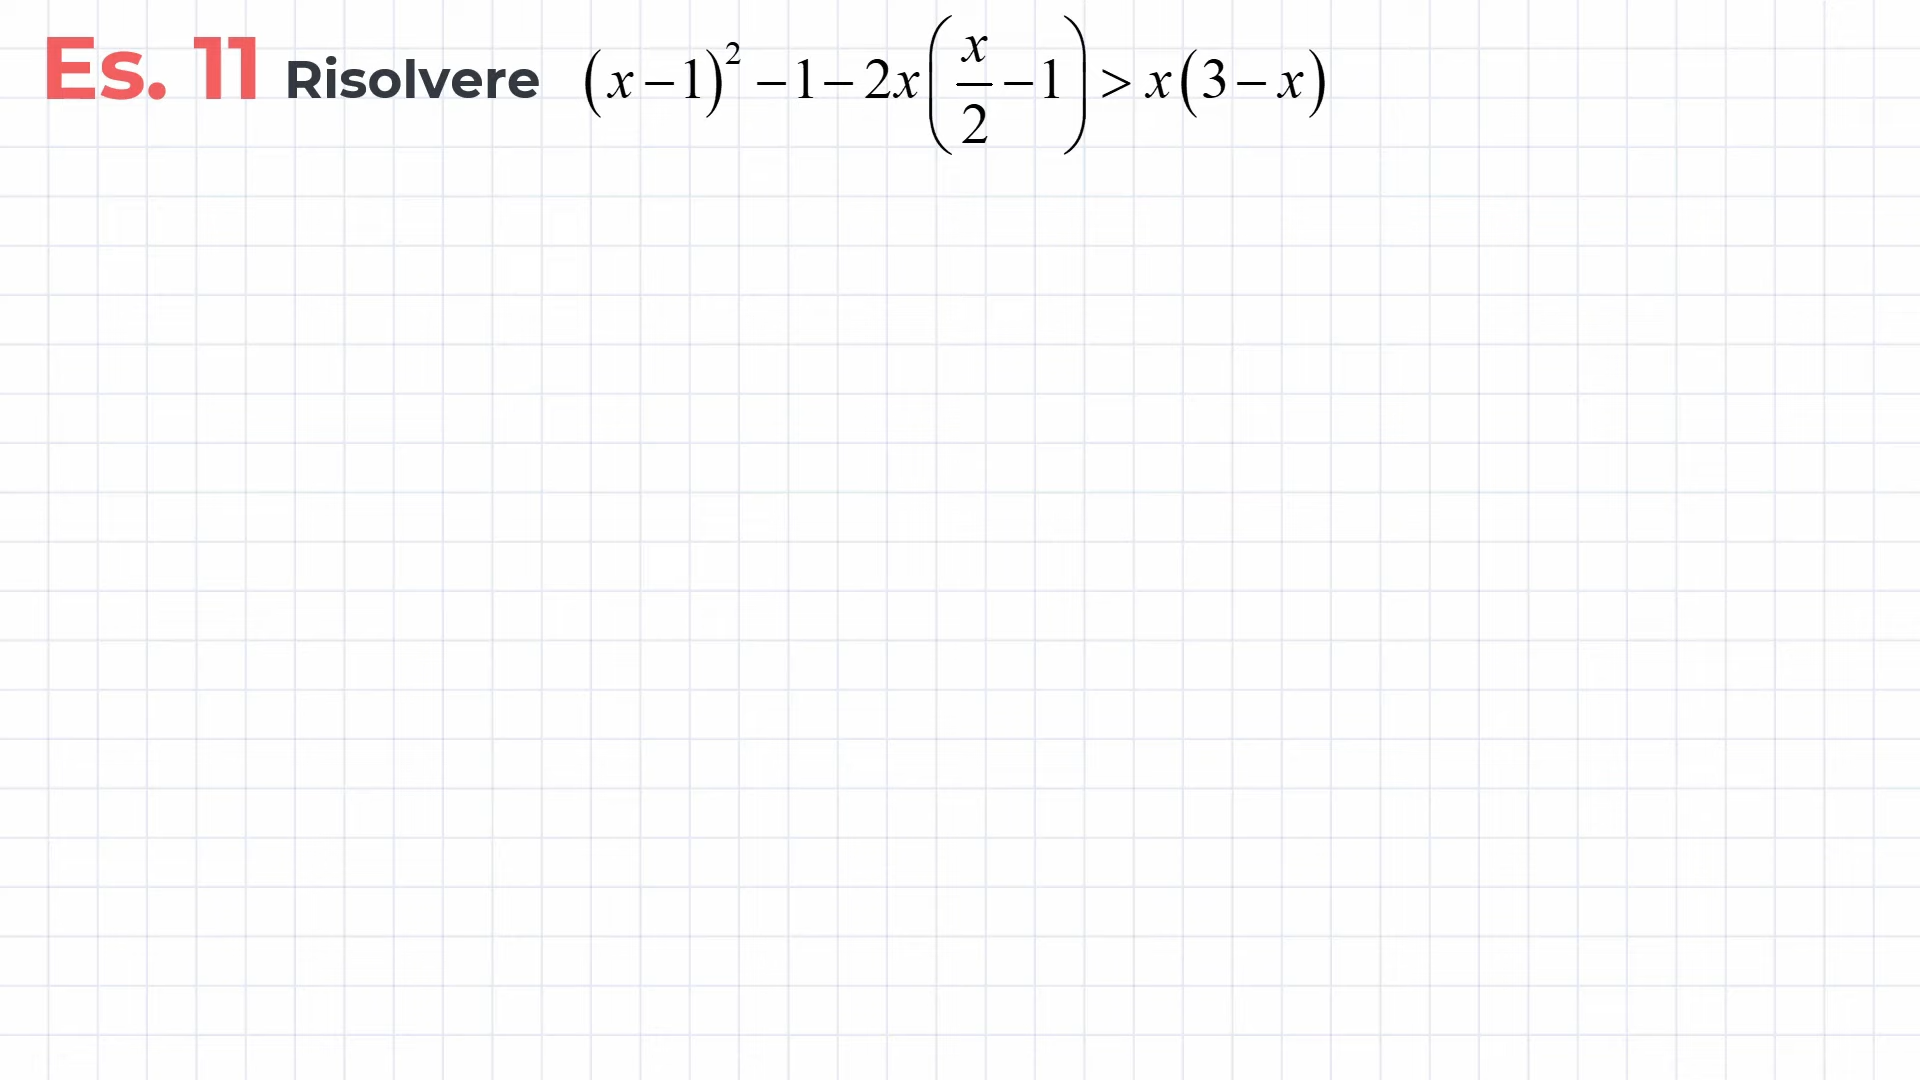 Es. 11 Risolvere (x−1)² −1−2x(x/2 −1) > x(3−x)